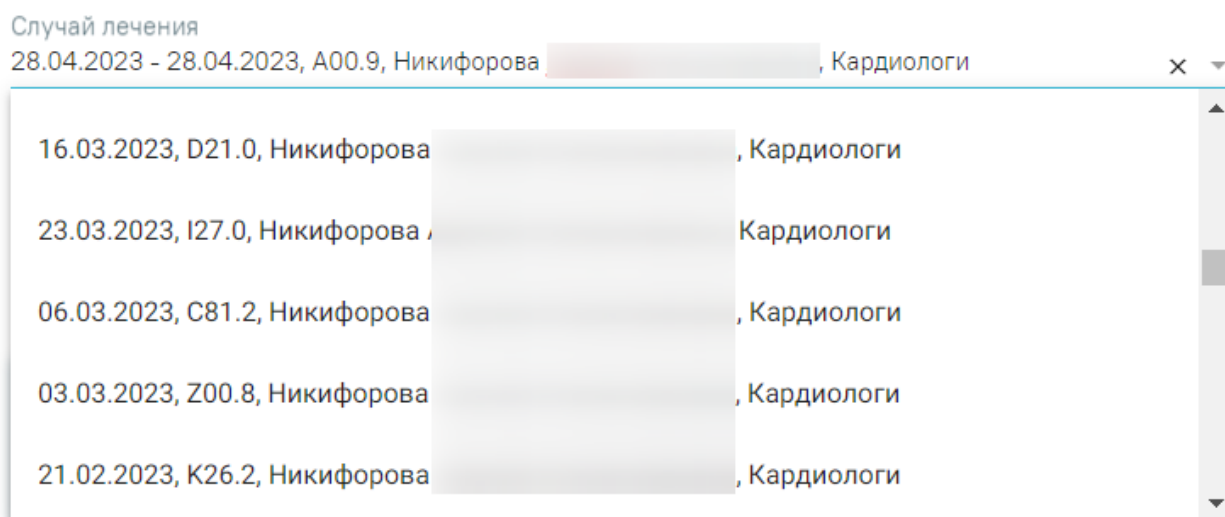 Случай лечения
28.04.2023 - 28.04.2023, A00.9, Никифорова , Кардиологи
16.03.2023, D21.0, Никифорова , Кардиологи
23.03.2023, I27.0, Никифорова Кардиологи
06.03.2023, C81.2, Никифорова , Кардиологи
03.03.2023, Z00.8, Никифорова , Кардиологи
21.02.2023, K26.2, Никифорова , Кардиологи